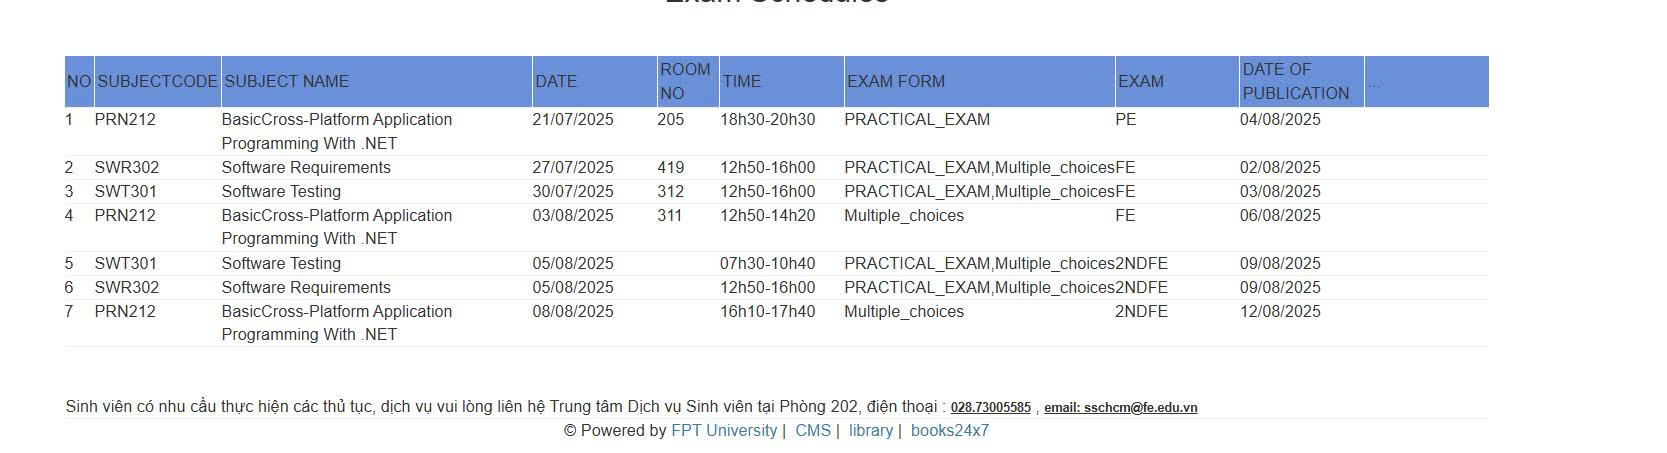 Exam Schedules
NO SUBJECTCODE SUBJECT NAME DATE ROOM NO TIME EXAM FORM EXAM DATE OF PUBLICATION ...
1 PRN212 BasicCross-Platform Application 21/07/2025 205 18h30-20h30 PRACTICAL_EXAM PE 04/08/2025
Programming With .NET
2 SWR302 Software Requirements 27/07/2025 419 12h50-16h00 PRACTICAL_EXAM,Multiple_choices FE 02/08/2025
3 SWT301 Software Testing 30/07/2025 312 12h50-16h00 PRACTICAL_EXAM,Multiple_choices FE 03/08/2025
4 PRN212 BasicCross-Platform Application 03/08/2025 311 12h50-14h20 Multiple_choices FE 06/08/2025
Programming With .NET
5 SWT301 Software Testing 05/08/2025 07h30-10h40 PRACTICAL_EXAM,Multiple_choices 2NDFE 09/08/2025
6 SWR302 Software Requirements 05/08/2025 12h50-16h00 PRACTICAL_EXAM,Multiple_choices 2NDFE 09/08/2025
7 PRN212 BasicCross-Platform Application 08/08/2025 16h10-17h40 Multiple_choices 2NDFE 12/08/2025
Programming With .NET
Sinh viên có nhu cầu thực hiện các thủ tục, dịch vụ vui lòng liên hệ Trung tâm Dịch vụ Sinh viên tại Phòng 202, điện thoại : 028.73005585 , email: sschcm@fe.edu.vn
© Powered by FPT University | CMS | library | books24x7